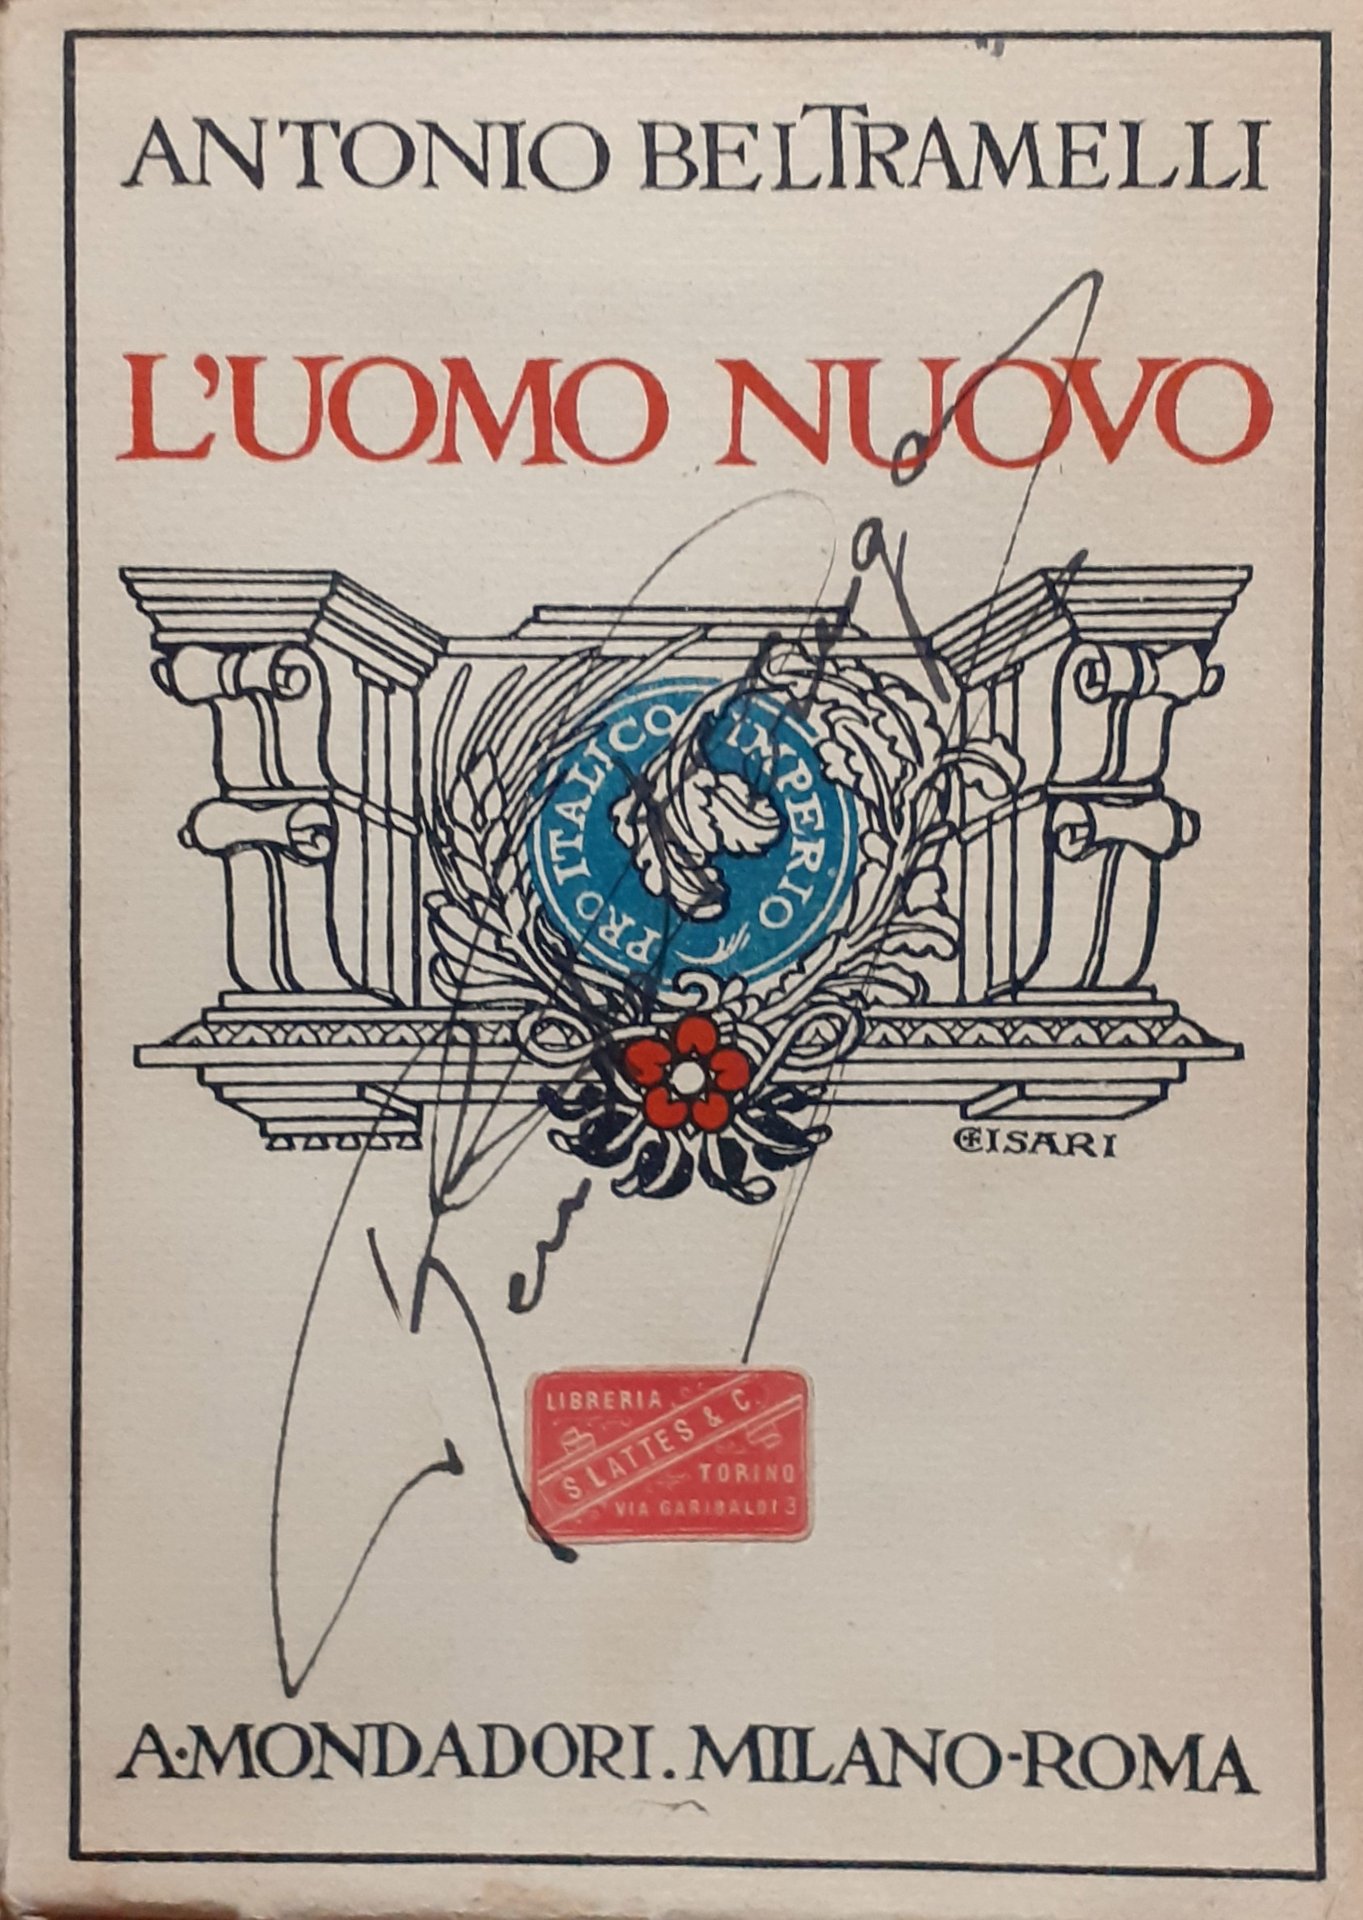 ANTONIO BELTRAMELLI
L'UOMO NUOVO
PRO ITALICO IMPERIO
CISARI
LIBRERIA
S. LATTES & C.
TORINO
VIA GARIBALDI 3
A·MONDADORI. MILANO-ROMA